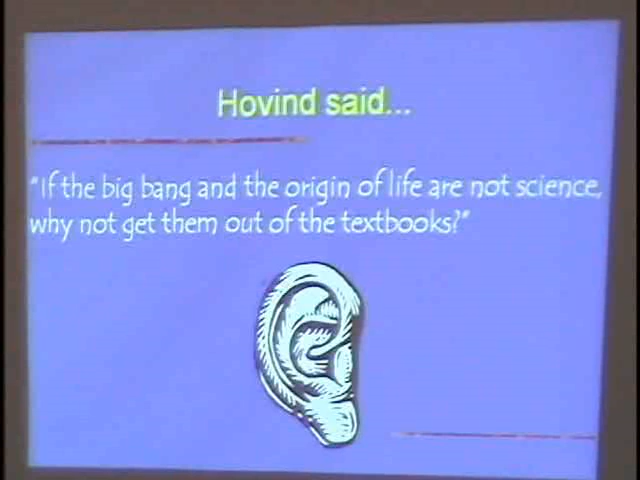 Hovind said...
"If the big bang and the origin of life are not science,
why not get them out of the textbooks?"